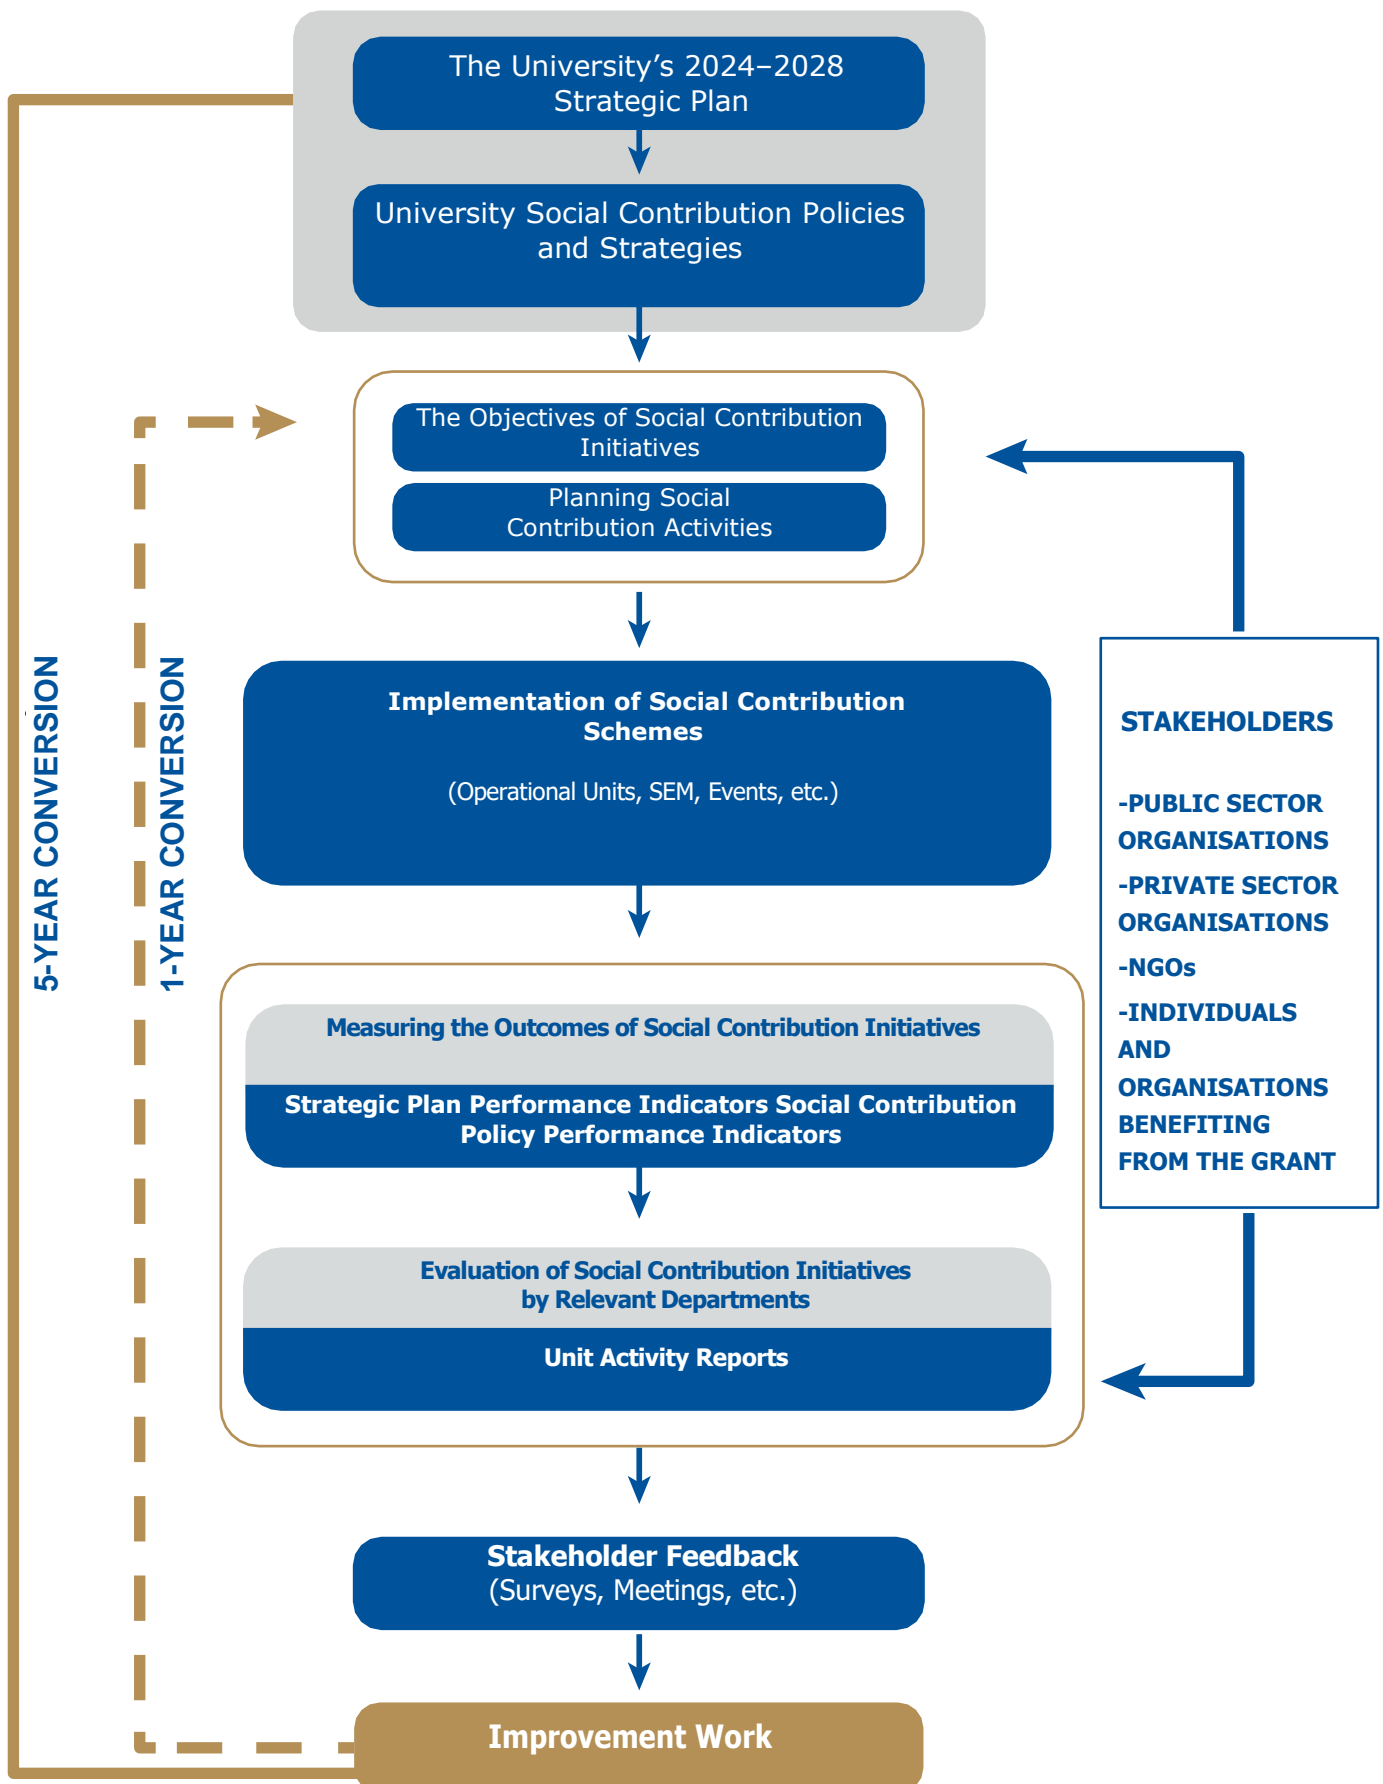 The University’s 2024–2028
Strategic Plan
University Social Contribution Policies
and Strategies
The Objectives of Social Contribution
Initiatives
Planning Social
Contribution Activities
5-YEAR CONVERSION
1-YEAR CONVERSION
Implementation of Social Contribution
Schemes
(Operational Units, SEM, Events, etc.)
STAKEHOLDERS
-PUBLIC SECTOR
ORGANISATIONS
-PRIVATE SECTOR
ORGANISATIONS
-NGOs
-INDIVIDUALS
AND
ORGANISATIONS
BENEFITING
FROM THE GRANT
Measuring the Outcomes of Social Contribution Initiatives
Strategic Plan Performance Indicators Social Contribution
Policy Performance Indicators
Evaluation of Social Contribution Initiatives
by Relevant Departments
Unit Activity Reports
Stakeholder Feedback
(Surveys, Meetings, etc.)
Improvement Work